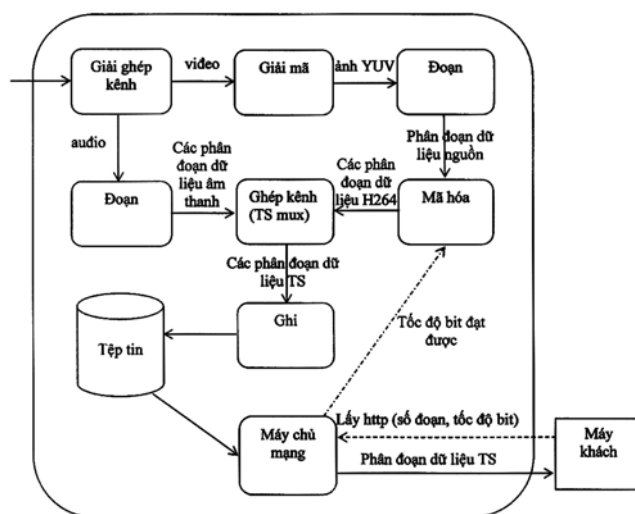 Giải ghép
kênh
video
Giải mã
ảnh YUV
Đoạn
audio
Các phân
đoạn dữ
liệu âm
thanh
Các phân
đoạn dữ
liệu H264
Phân đoạn dữ
liệu nguồn
Đoạn
Ghép kênh
(TS mux)
Mã hóa
Các phân đoạn dữ
liệu TS
Tệp tin
Ghi
Tốc độ bit đạt
được
Máy chủ
mạng
Lấy http (số đoạn, tốc độ bit)
Phân đoạn dữ liệu TS
Máy
khách